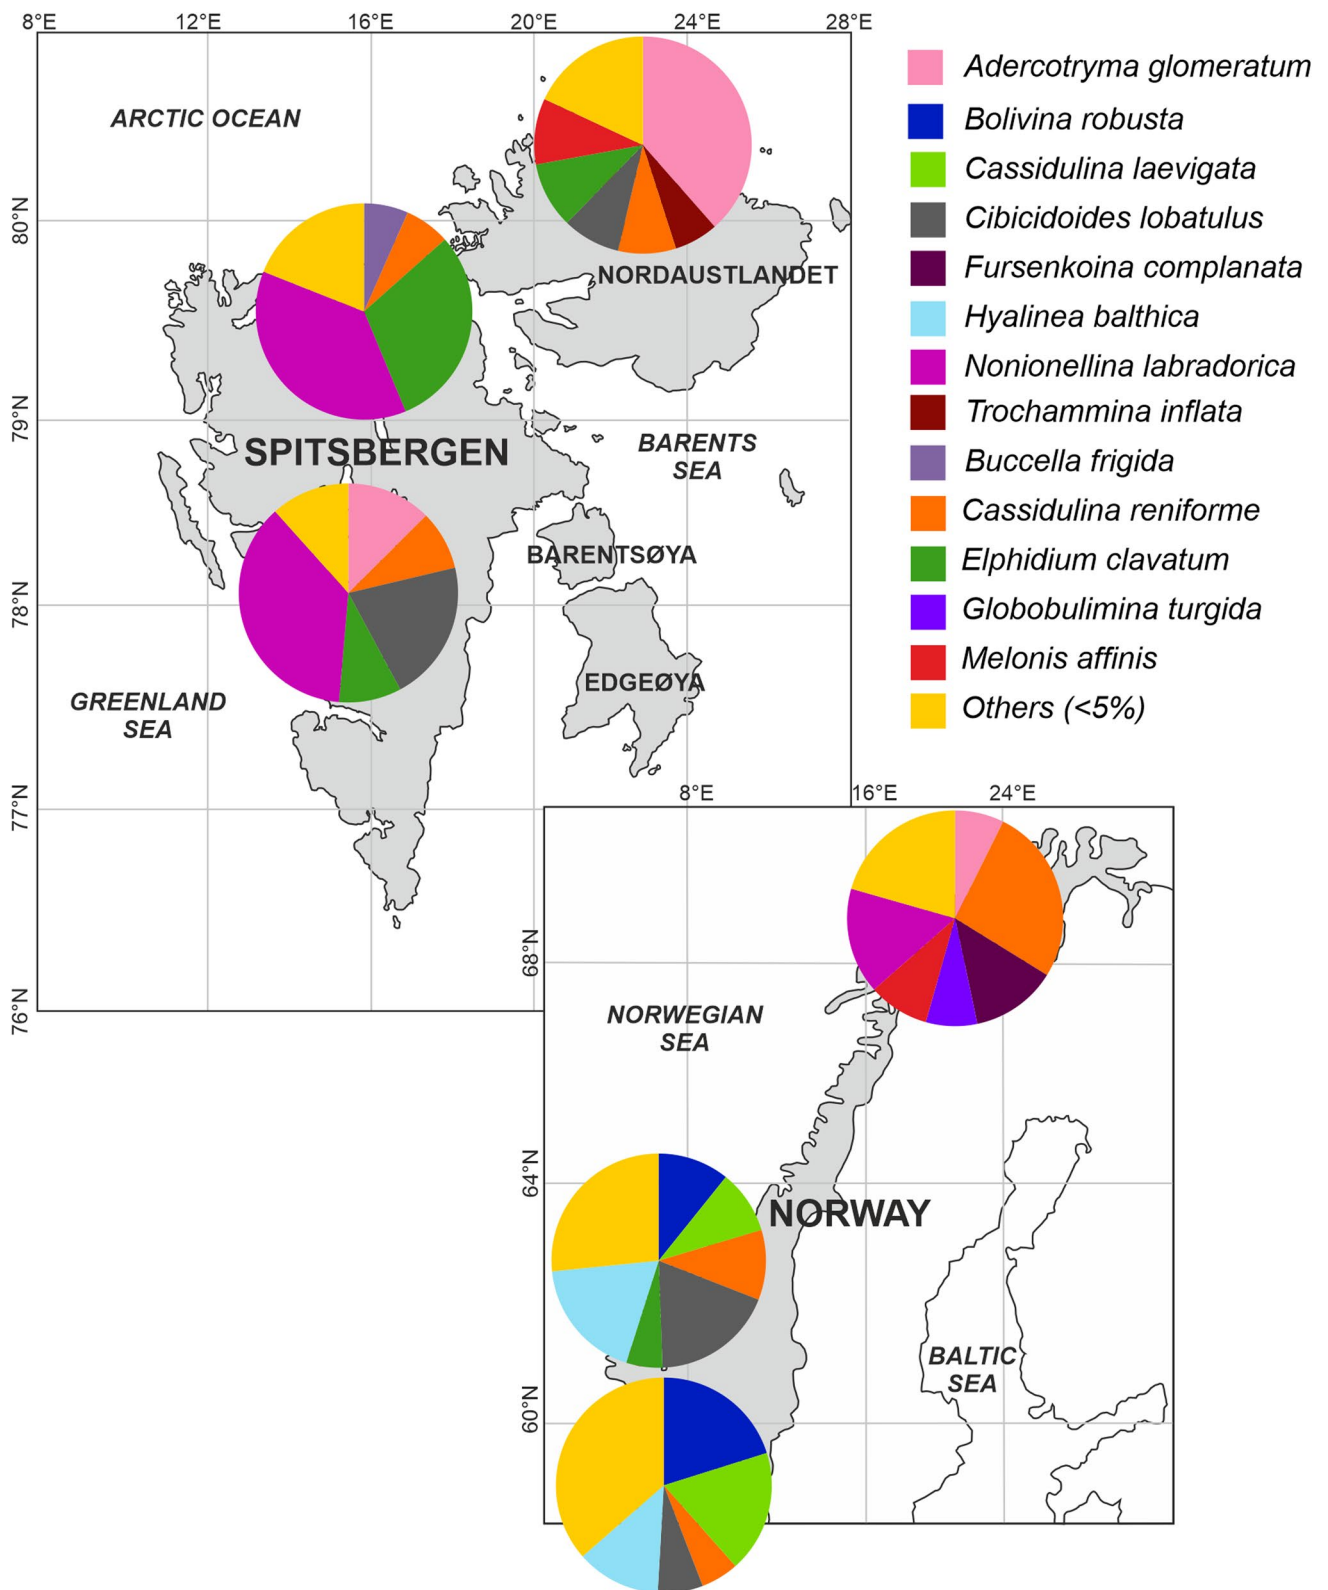 8°E 12°E 16°E 20°E 24°E 28°E
ARCTIC OCEAN
80°N
79°N
78°N
77°N
76°N
NORDAUSTLANDET
SPITSBERGEN
BARENTS
SEA
BARENTSØYA
EDGEØYA
GREENLAND
SEA
Adercotryma glomeratum
Bolivina robusta
Cassidulina laevigata
Cibicidoides lobatulus
Fursenkoina complanata
Hyalinea balthica
Nonionellina labradorica
Trochammina inflata
Buccella frigida
Cassidulina reniforme
Elphidium clavatum
Globobulimina turgida
Melonis affinis
Others (<5%)
8°E 16°E 24°E
68°N
64°N
60°N
NORWEGIAN
SEA
NORWAY
BALTIC
SEA